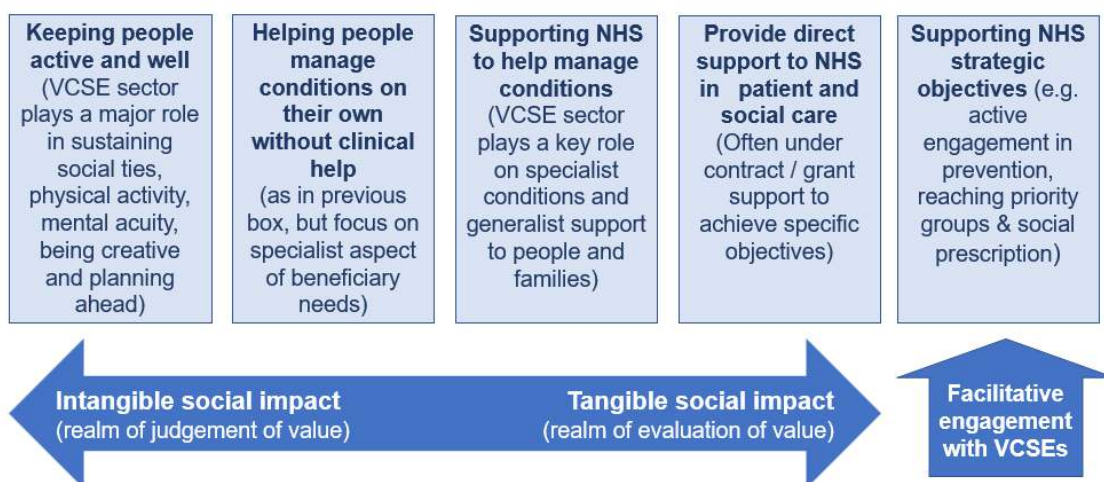 Keeping people
active and well
(VCSE sector
plays a major role
in sustaining
social ties,
physical activity,
mental acuity,
being creative
and planning
ahead)
Helping people
manage
conditions on
their own
without clinical
help
(as in previous
box, but focus on
specialist aspect
of beneficiary
needs)
Supporting NHS
to help manage
conditions
(VCSE sector
plays a key role
on specialist
conditions and
generalist support
to people and
families)
Provide direct
support to NHS
in patient and
social care
(Often under
contract / grant
support to
achieve specific
objectives)
Supporting NHS
strategic
objectives (e.g.
active
engagement in
prevention,
reaching priority
groups & social
prescription)
Intangible social impact
(realm of judgement of value)
Tangible social impact
(realm of evaluation of value)
Facilitative
engagement
with VCSEs